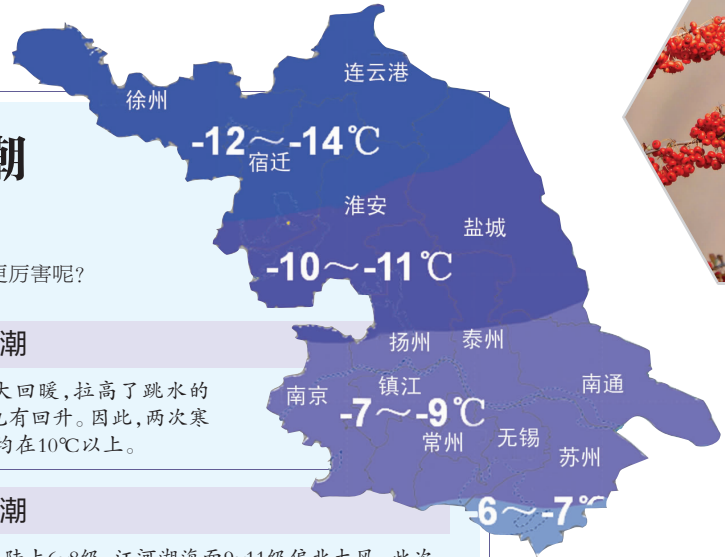 连云港
徐州
-12～-14℃
宿迁
淮安
盐城
-10～-11℃
扬州
泰州
南京
镇江
南通
-7～-9℃
常州
无锡
苏州
-6～-7℃
潮
更厉害呢?
潮
大回暖,拉高了跳水的
也有回升。因此,两次寒
均在10℃以上。
潮